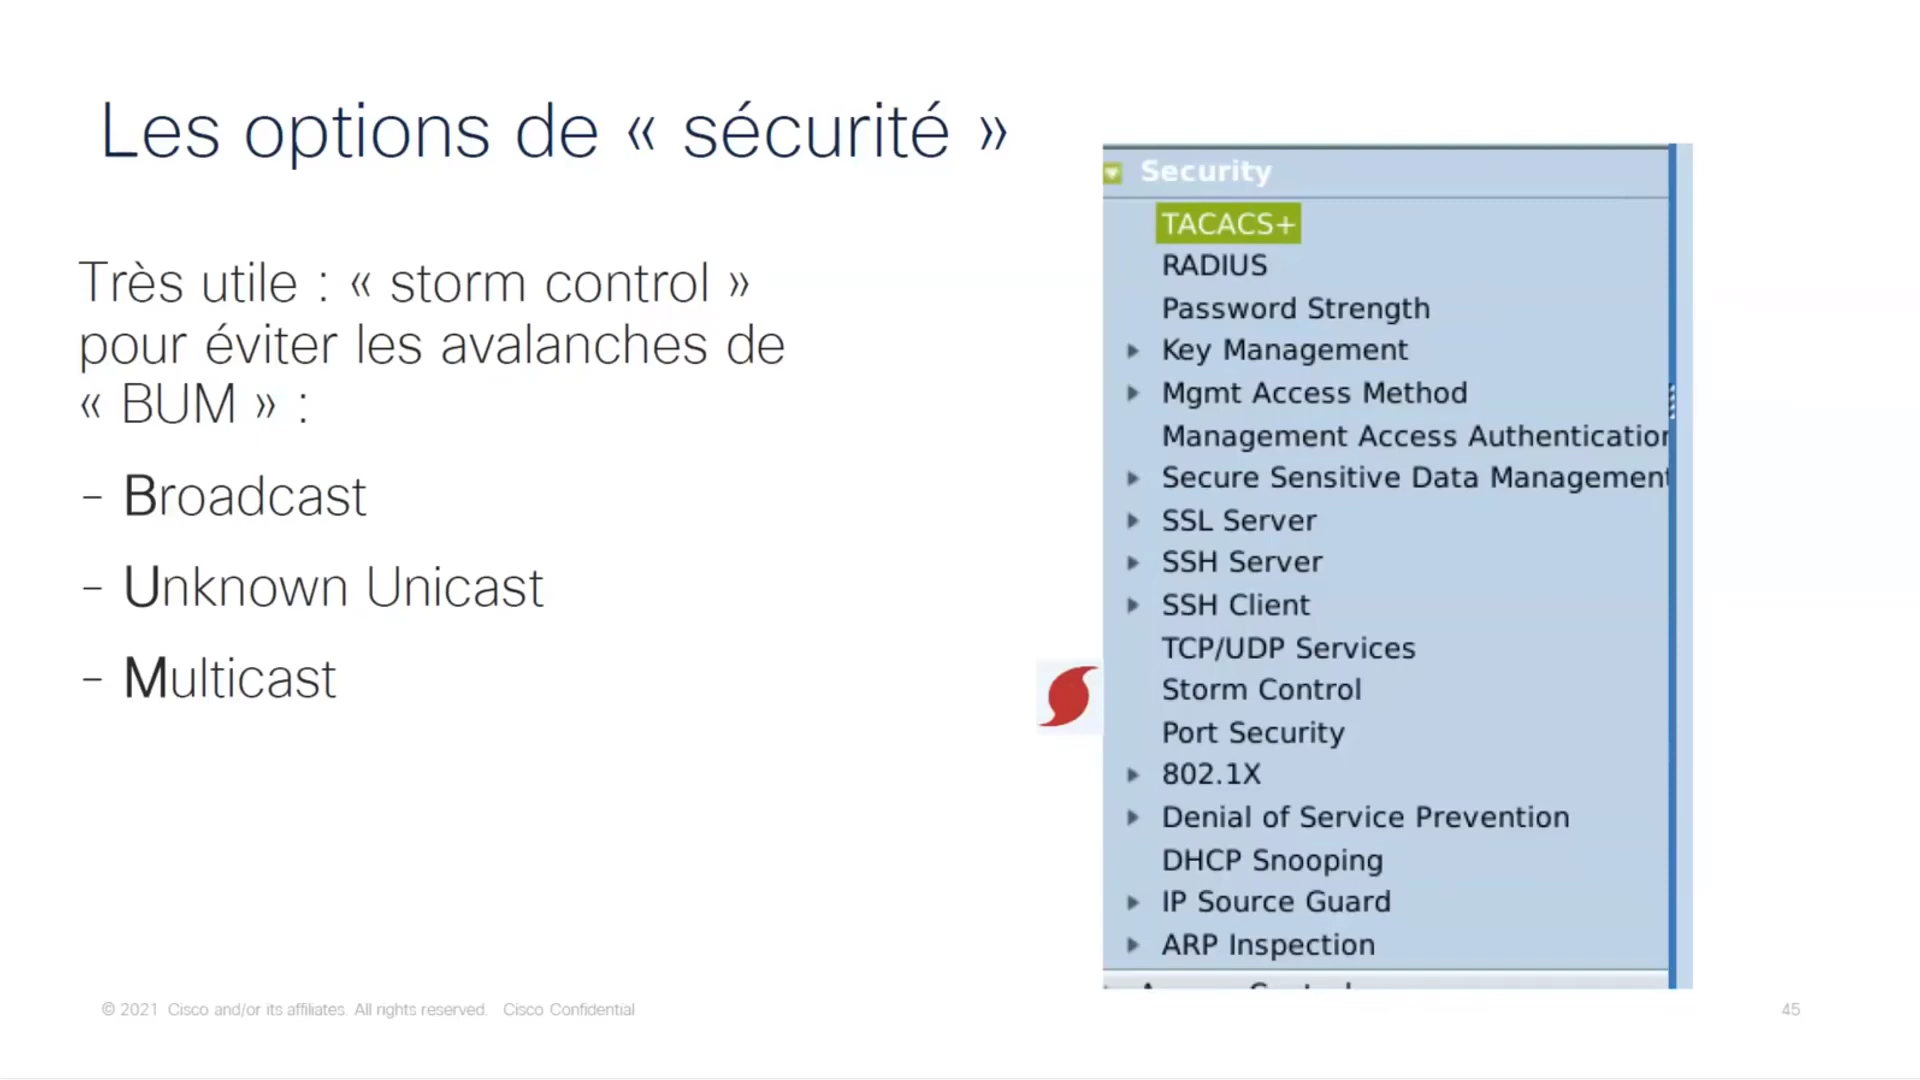 Les options de « sécurité »
Très utile : « storm control »
pour éviter les avalanches de
« BUM » :
- Broadcast
- Unknown Unicast
- Multicast
Security
TACACS+
RADIUS
Password Strength
Key Management
Mgmt Access Method
Management Access Authentication
Secure Sensitive Data Management
SSL Server
SSH Server
SSH Client
TCP/UDP Services
Storm Control
Port Security
802.1X
Denial of Service Prevention
DHCP Snooping
IP Source Guard
ARP Inspection
© 2021 Cisco and/or its affiliates. All rights reserved. Cisco Confidential
45